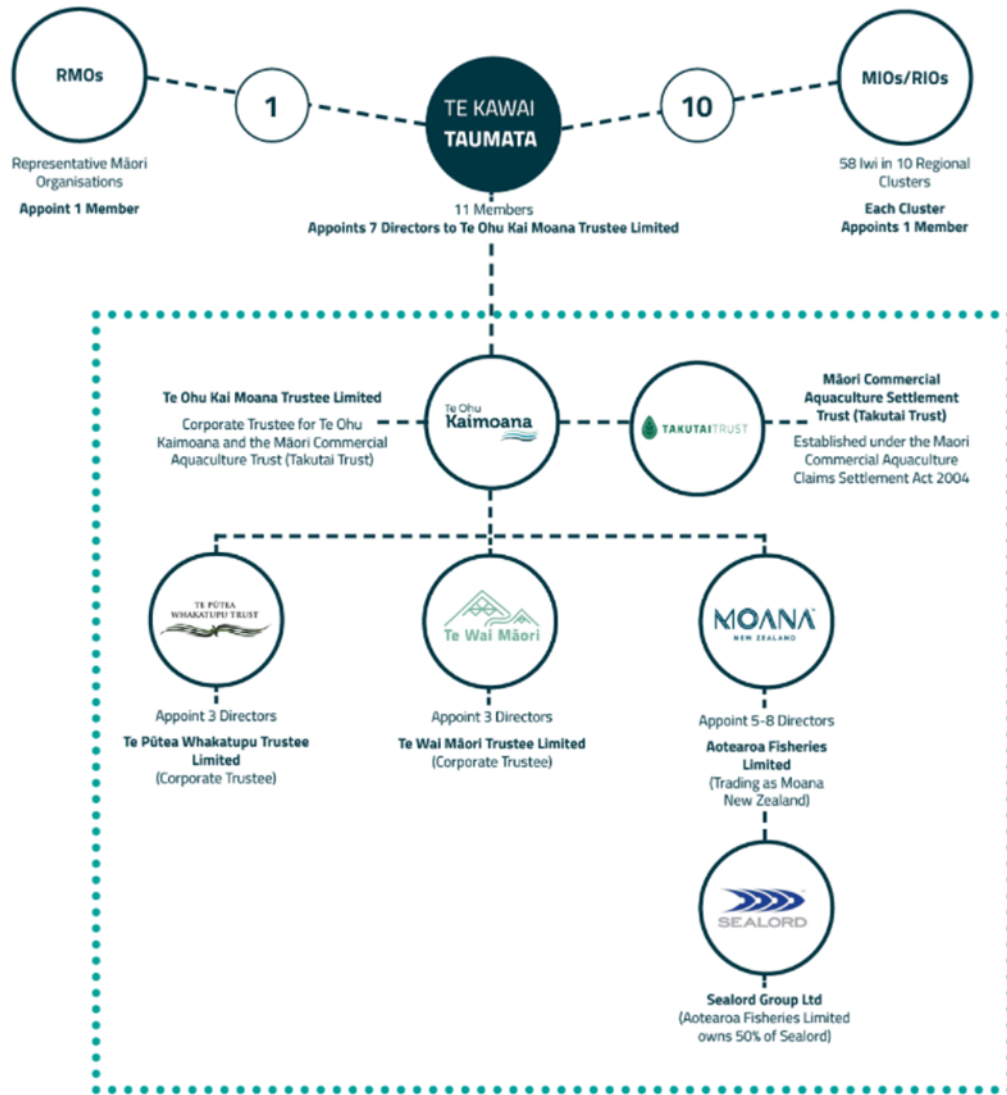 RMOs
1
TE KAWAI
TAUMATA
10
MIOs/RIOs
Representative Māori
Organisations
Appoint 1 Member
11 Members
Appoints 7 Directors to Te Ohu Kai Moana Trustee Limited
58 Iwi in 10 Regional
Clusters
Each Cluster
Appoints 1 Member
Te Ohu Kai Moana Trustee Limited
Corporate Trustee for Te Ohu
Kaimoana and the Māori Commercial
Aquaculture Trust (Takutai Trust)
Te Ohu
Kaimoana
TAKUTAITRUST
Māori Commercial
Aquaculture Settlement
Trust (Takutai Trust)
Established under the Maori
Commercial Aquaculture
Claims Settlement Act 2004
TE PŪTEA
WHAKATUPU TRUST
Te Wai Māori
MOANA
NEW ZEALAND
Appoint 3 Directors
Te Pūtea Whakatupu Trustee
Limited
(Corporate Trustee)
Appoint 3 Directors
Te Wai Māori Trustee Limited
(Corporate Trustee)
Appoint 5-8 Directors
Aotearoa Fisheries
Limited
(Trading as Moana
New Zealand)
SEALORD
Sealord Group Ltd
(Aotearoa Fisheries Limited
owns 50% of Sealord)